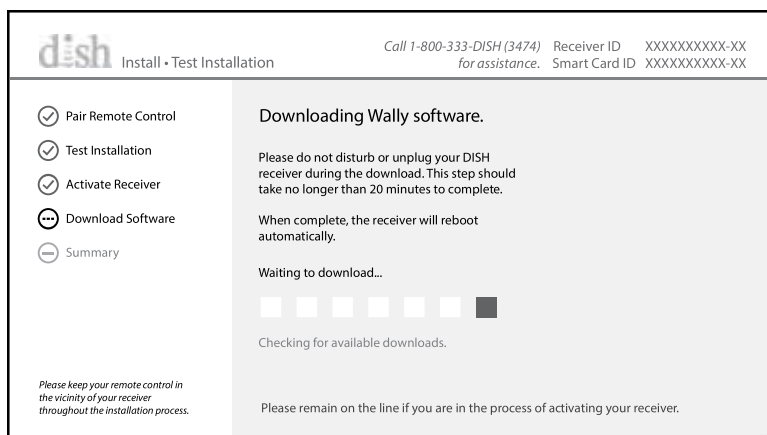 dish Install • Test Installation
Call 1-800-333-DISH (3474) Receiver ID XXXXXXXXXX-XX
for assistance. Smart Card ID XXXXXXXXXX-XX
Pair Remote Control
Test Installation
Activate Receiver
Download Software
Summary
Please keep your remote control in
the vicinity of your receiver
throughout the installation process.
Downloading Wally software.
Please do not disturb or unplug your DISH
receiver during the download. This step should
take no longer than 20 minutes to complete.
When complete, the receiver will reboot
automatically.
Waiting to download...
Checking for available downloads.
Please remain on the line if you are in the process of activating your receiver.